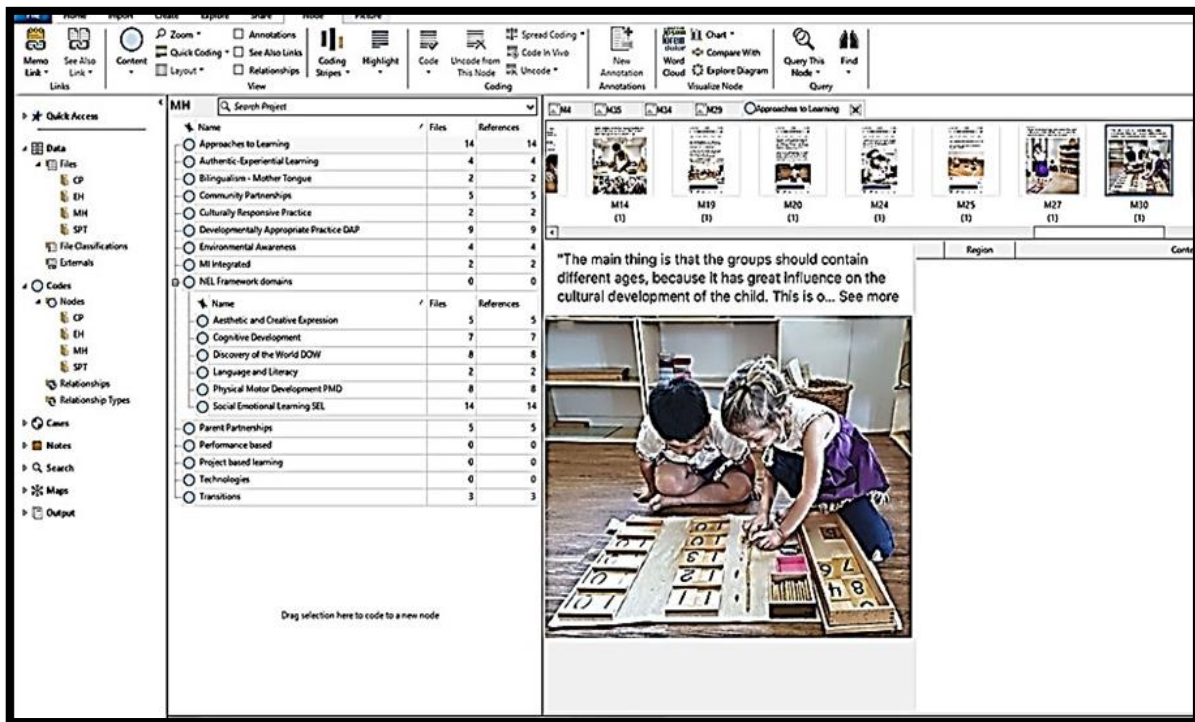 Home Import Create Explore Share Node Picture
Memo Link
See Also Link
Links
Content
Zoom
Quick Coding
Layout
Annotations
See Also Links
Relationships
View
Coding Stripes
Highlight
Code
Uncode from This Node
Spread Coding
Code In Vivo
Uncode
Coding
New Annotation
Annotations
Word Cloud
Chart
Compare With
Explore Diagram
Visualize Node
Query This Node
Find
Query
Quick Access
Data
Files
CP
EH
MH
SPT
File Classifications
Externals
Codes
Nodes
CP
EH
MH
SPT
Relationships
Relationship Types
Cases
Notes
Search
Maps
Output
MH Search Project
Name Files References
Approaches to Learning 14 14
Authentic-Experiential Learning 4 4
Bilingualism - Mother Tongue 2 2
Community Partnerships 5 5
Culturally Responsive Practice 2 2
Developmentally Appropriate Practice DAP 9 9
Environmental Awareness 4 4
MI Integrated 2 2
NEL Framework domains 0 0
Name Files References
Aesthetic and Creative Expression 5 5
Cognitive Development 7 7
Discovery of the World DOW 8 8
Language and Literacy 2 2
Physical Motor Development PMD 8 8
Social Emotional Learning SEL 14 14
Parent Partnerships 5 5
Performance based 0 0
Project based learning 0 0
Technologies 0 0
Transitions 3 3
Drag selection here to code to a new node
M4 M35 M34 M29 Approaches to Learning
M14 M19 M20 M24 M25 M27 M30
(1) (1) (1) (1) (1) (1) (1)
Region
"The main thing is that the groups should contain
different ages, because it has great influence on the
cultural development of the child. This is o... See more